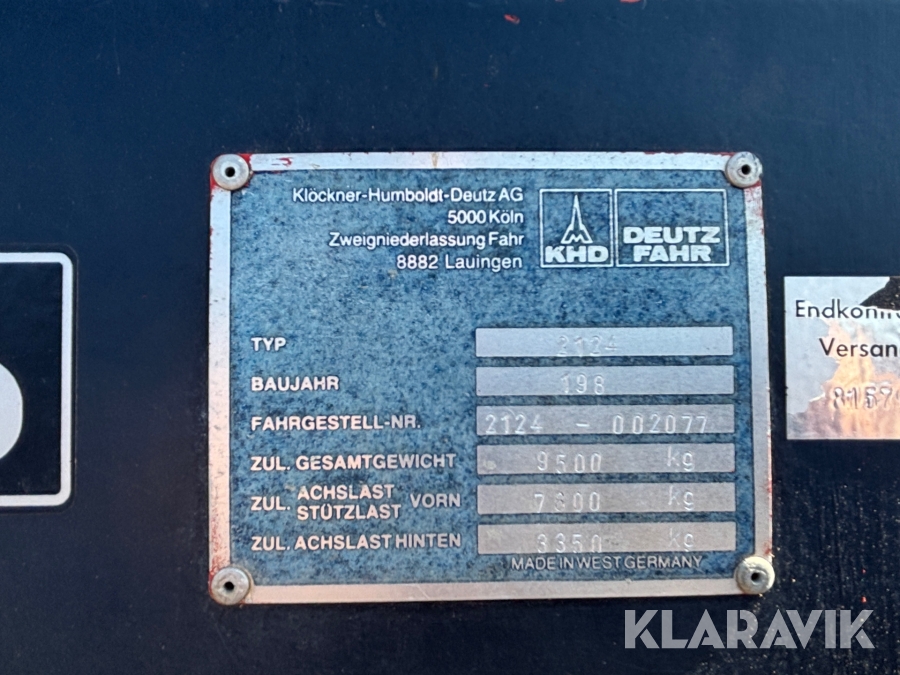 Klöckner-Humboldt-Deutz AG
5000 Köln
Zweigniederlassung Fahr
8882 Lauingen
KHD
DEUTZ
FAHR
TYP 2124
BAUJAHR 198
FAHRGESTELL-NR. 2124 - 002077
ZUL. GESAMTGEWICHT 9500 kg
ZUL. ACHSLAST STÜTZLAST VORN kg
ZUL. ACHSLAST HINTEN 3350 kg
MADE IN WEST GERMANY
KLARAVIK